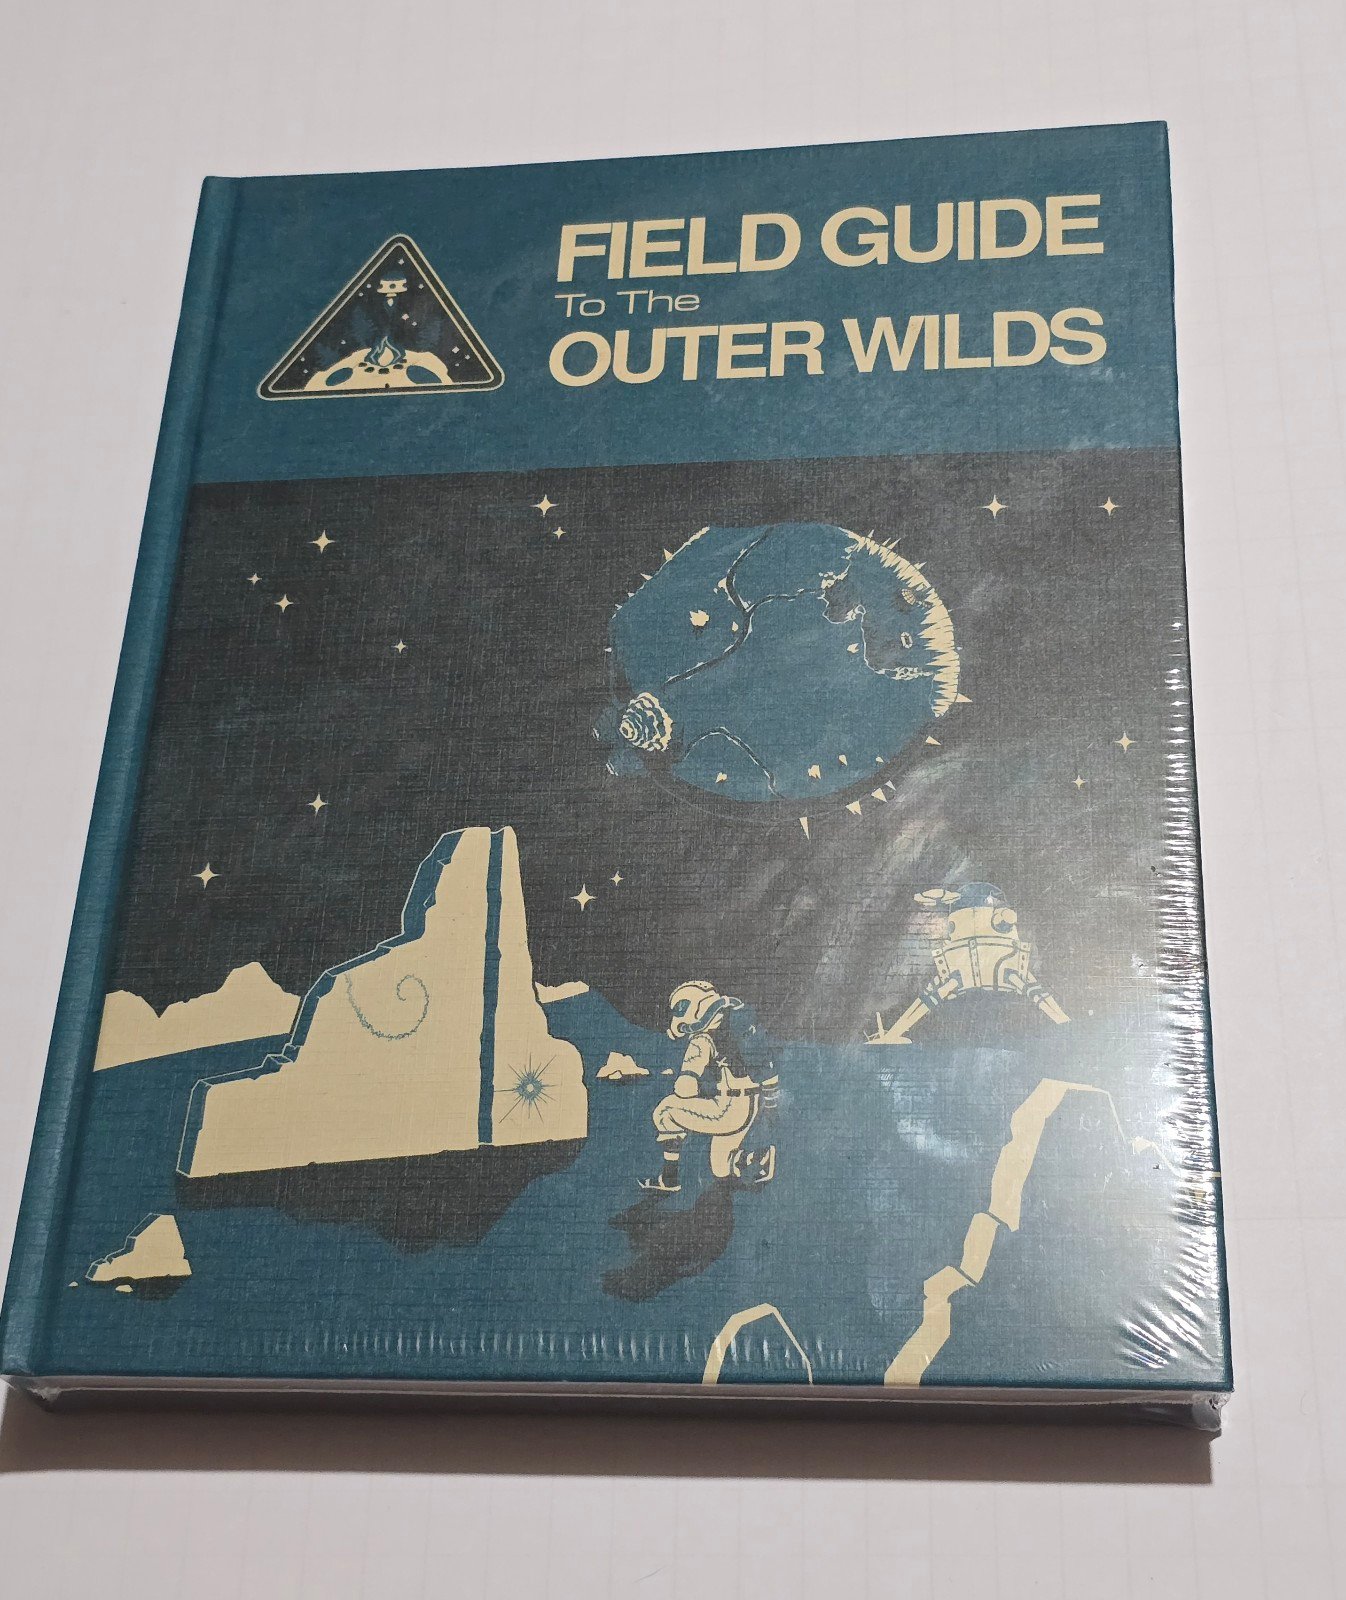 FIELD GUIDE
To The
OUTER WILDS